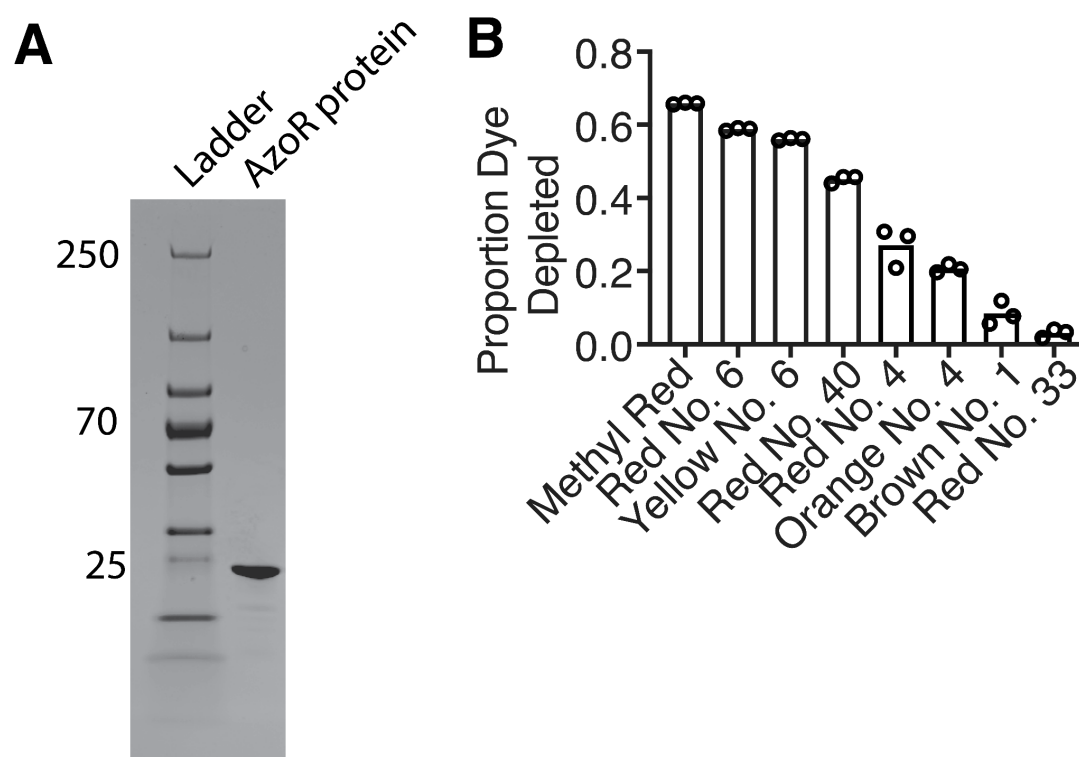 A
Ladder
AzoR protein
250
70
25
B
Proportion Dye
Depleted
0.8
0.6
0.4
0.2
0.0
Methyl Red
Red No. 6
Yellow No. 6
Red No. 40
Red No. 4
Orange No. 4
Brown No. 1
Red No. 33